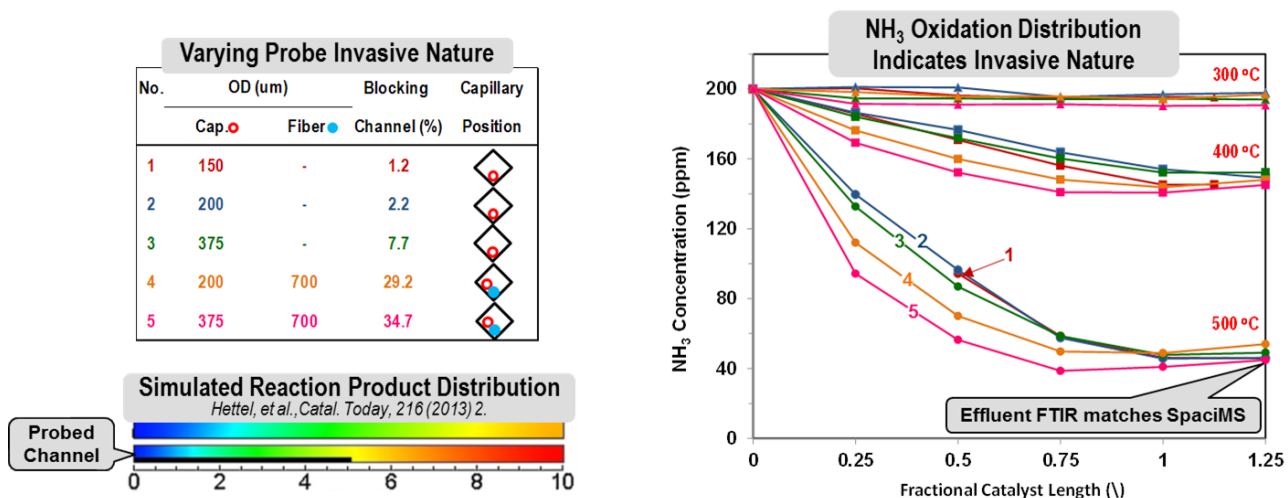 Varying Probe Invasive Nature
No. OD (um) Blocking Capillary
Cap. Fiber Channel (%) Position
1 150 - 1.2
2 200 - 2.2
3 375 - 7.7
4 200 700 29.2
5 375 700 34.7
Simulated Reaction Product Distribution
Hettel, et al.,Catal. Today, 216 (2013) 2.
Probed
Channel
0 2 4 6 8 10
NH3 Oxidation Distribution
Indicates Invasive Nature
NH3 Concentration (ppm)
200
160
120
80
40
0
300 ºC
400 ºC
500 ºC
1
2
3
4
5
Effluent FTIR matches SpaciMS
0 0.25 0.5 0.75 1 1.25
Fractional Catalyst Length (\)